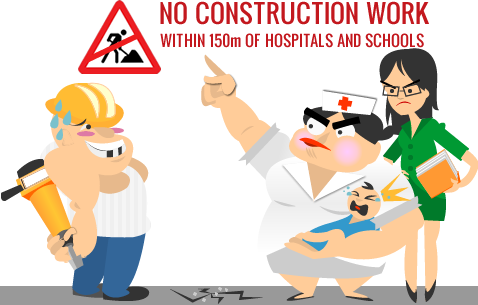 NO CONSTRUCTION WORK
WITHIN 150m OF HOSPITALS AND SCHOOLS